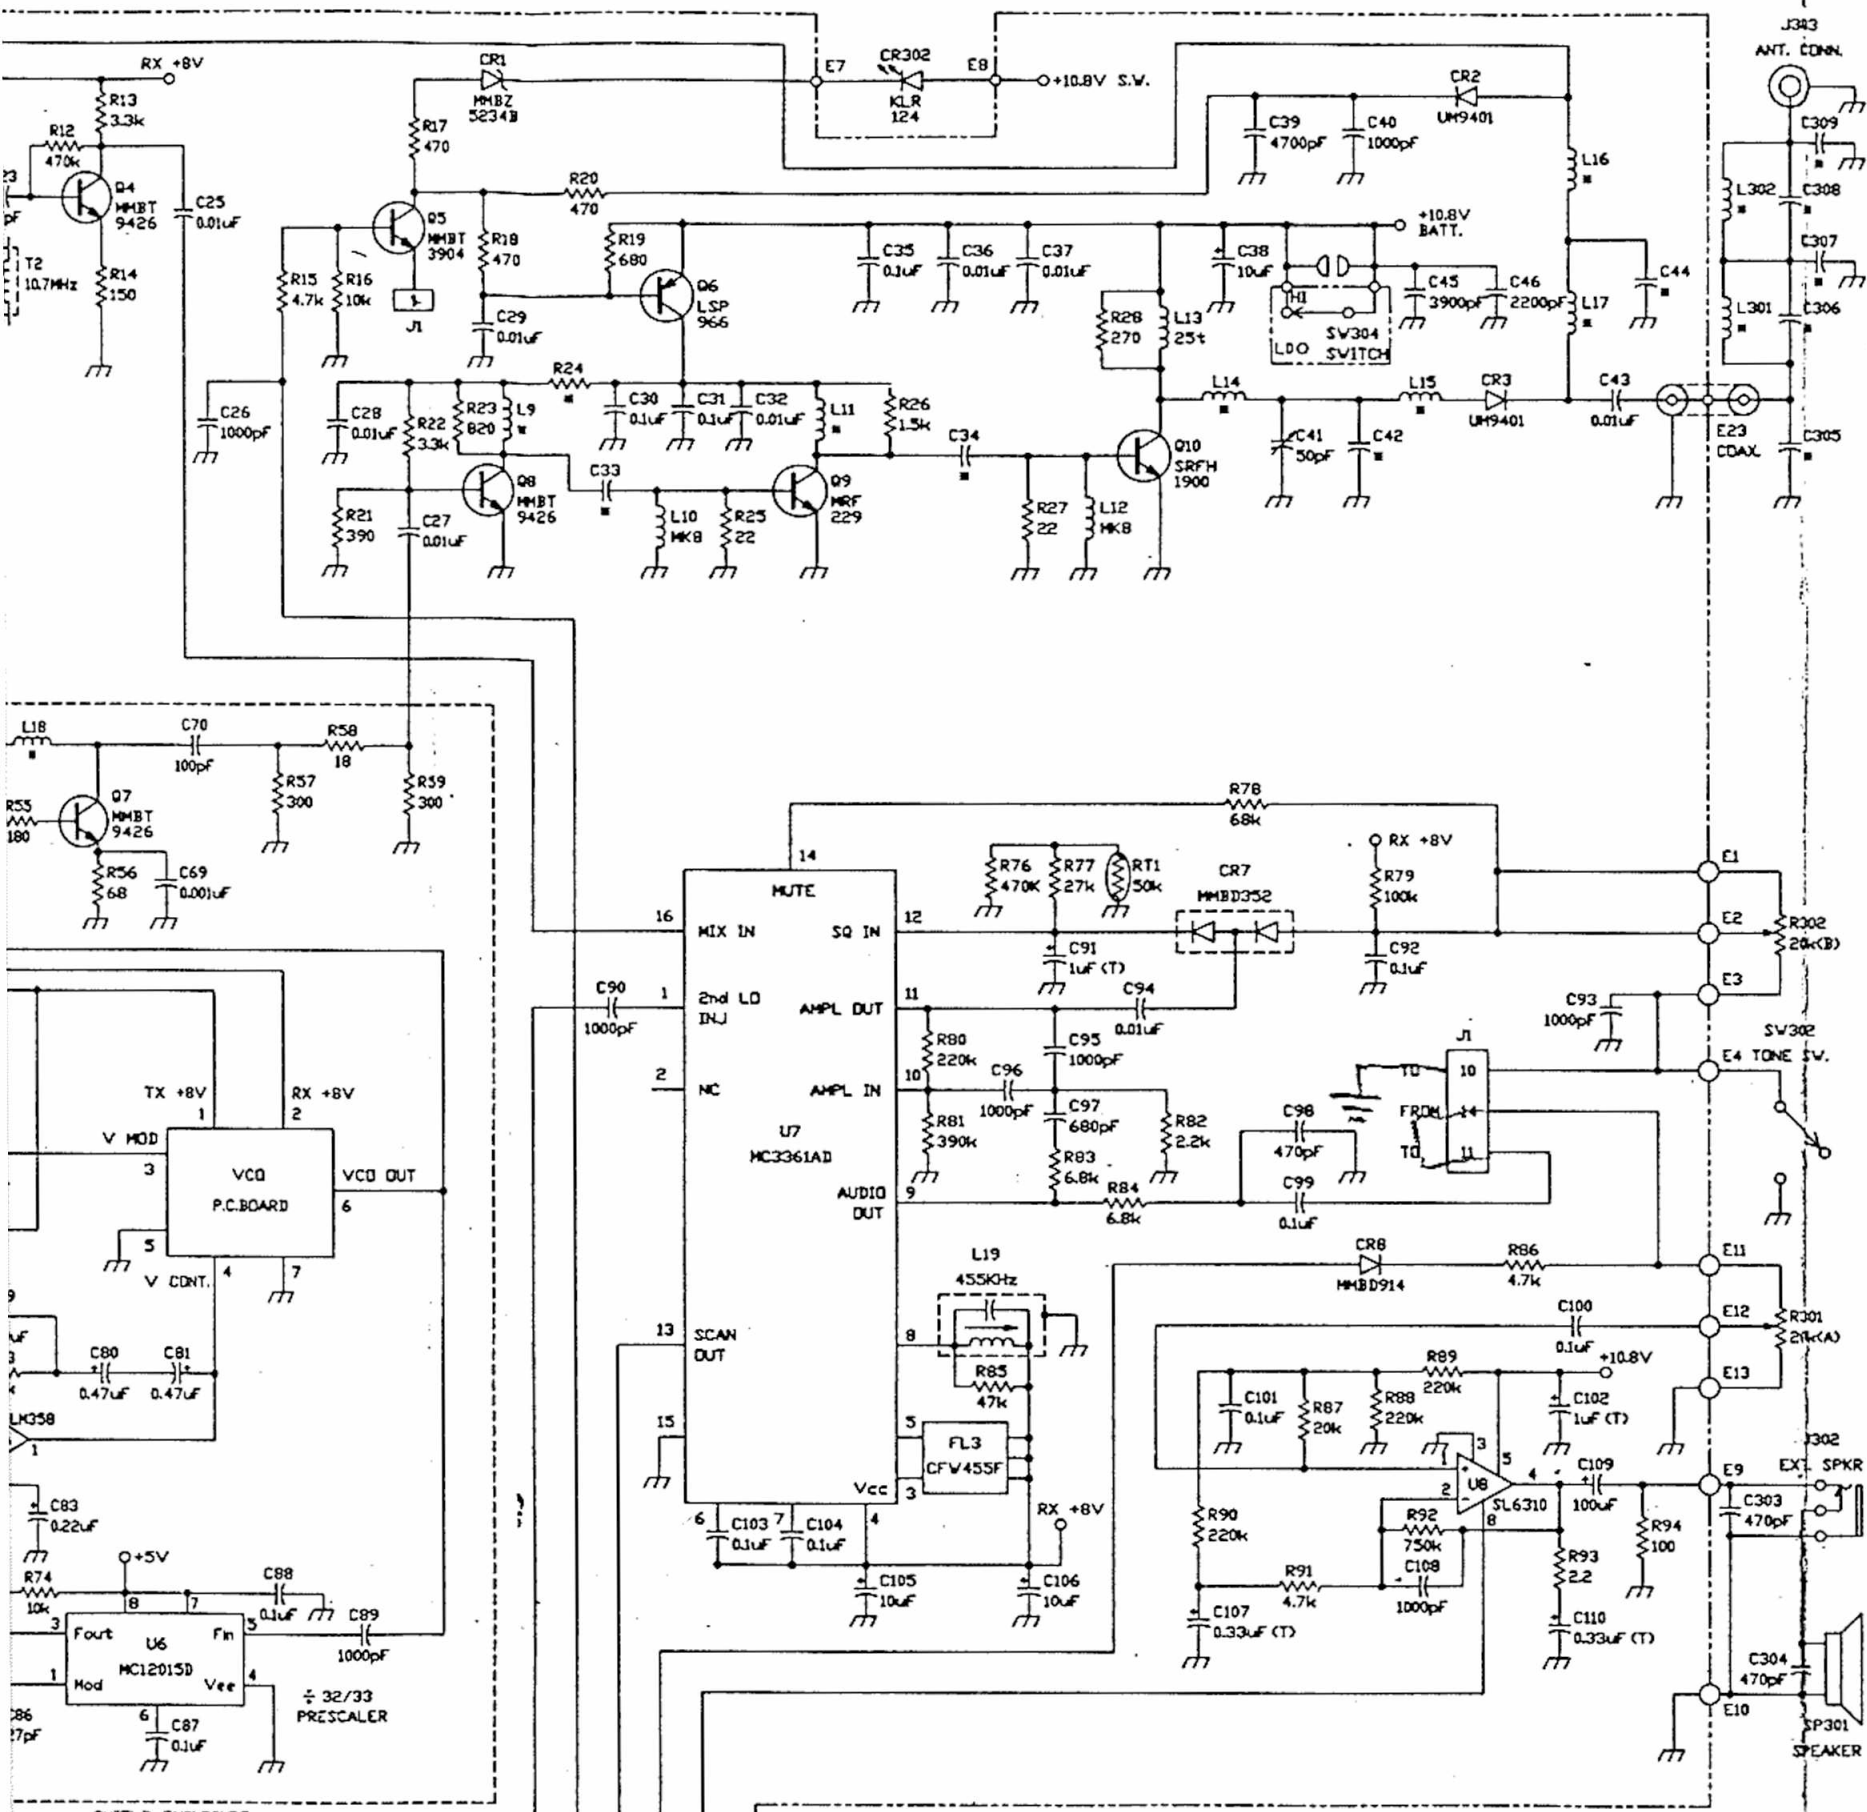 J343
ANT. CONN.
RX +8V
R13
3.3k
R12
470k
Q4
MMBT
9426
C25
0.01uF
T2
10.7MHz
R14
150
CR1
MMBZ
5234B
E7
CR302
KLR
124
E8
+10.8V S.W.
R17
470
R20
470
Q5
MMBT
3904
R18
470
R19
680
R15
4.7k
R16
10k
J1
C29
0.01uF
Q6
LSP
966
C35
0.1uF
C36
0.01uF
C37
0.01uF
C38
10uF
+10.8V
BATT.
C39
4700pF
C40
1000pF
CR2
UM9401
L16
L17
C44
C45
3900pF
C46
2200pF
HI
LOO
SW304
SWITCH
R28
270
L13
25t
C309
L302
C308
C307
L301
C306
C305
C26
1000pF
C28
0.01uF
R22
3.3k
R23
820
L9
R24
C30
0.1uF
C31
0.1uF
C32
0.01uF
L11
R26
1.5k
C34
Q10
SRFH
1900
L14
C41
50pF
C42
L15
CR3
UM9401
C43
0.01uF
E23
COAX.
R21
390
C27
0.01uF
Q8
MMBT
9426
C33
L10
MK8
R25
22
Q9
MRF
229
R27
22
L12
MK8
L18
C70
100pF
R58
18
R57
300
R59
300
R55
180
Q7
MMBT
9426
R56
68
C69
0.001uF
R78
68k
14
MUTE
R76
470K
R77
27k
RT1
50k
CR7
MMBD352
RX +8V
R79
100k
E1
E2
R302
20k(B)
E3
16
MIX IN
SQ IN
12
C91
1uF (T)
C92
0.1uF
C90
1000pF
1
2nd LO
INJ
AMPL OUT
11
C94
0.01uF
C93
1000pF
SW302
E4 TONE SW.
R80
220k
C95
1000pF
J1
2
NC
AMPL IN
10
C96
1000pF
TO
10
FROM
14
TO
11
R81
390k
C97
680pF
R82
2.2k
C98
470pF
R83
6.8k
U7
MC3361AD
AUDIO
OUT
9
R84
6.8k
C99
0.1uF
TX +8V
1
RX +8V
2
V MOD
3
VCO
P.C.BOARD
VCO OUT
6
5
V CONT.
4
7
L19
455KHz
CR8
MMBD914
R86
4.7k
E11
E12
R301
20k(A)
E13
C100
0.1uF
13
SCAN
OUT
8
R85
47k
R89
220k
+10.8V
C101
0.1uF
R87
20k
R88
220k
C102
1uF (T)
C80
0.47uF
C81
0.47uF
LM358
1
15
5
FL3
CFW455F
Vcc
3
1
3
5
2
U8
SL6310
4
8
C109
100uF
J302
EXT. SPKR
E9
C303
470pF
C83
0.22uF
6
C103
0.1uF
7
C104
0.1uF
4
RX +8V
R90
220k
R92
750k
R94
100
R93
2.2
C105
10uF
C106
10uF
R91
4.7k
C108
1000pF
C107
0.33uF (T)
C110
0.33uF (T)
+5V
R74
10k
8
7
C88
0.1uF
C89
1000pF
3
Fout
U6
MC12015D
Fin
5
1
Mod
Vee
4
÷ 32/33
PRESCALER
6
C87
0.1uF
C86
27pF
C304
470pF
E10
SP301
SPEAKER